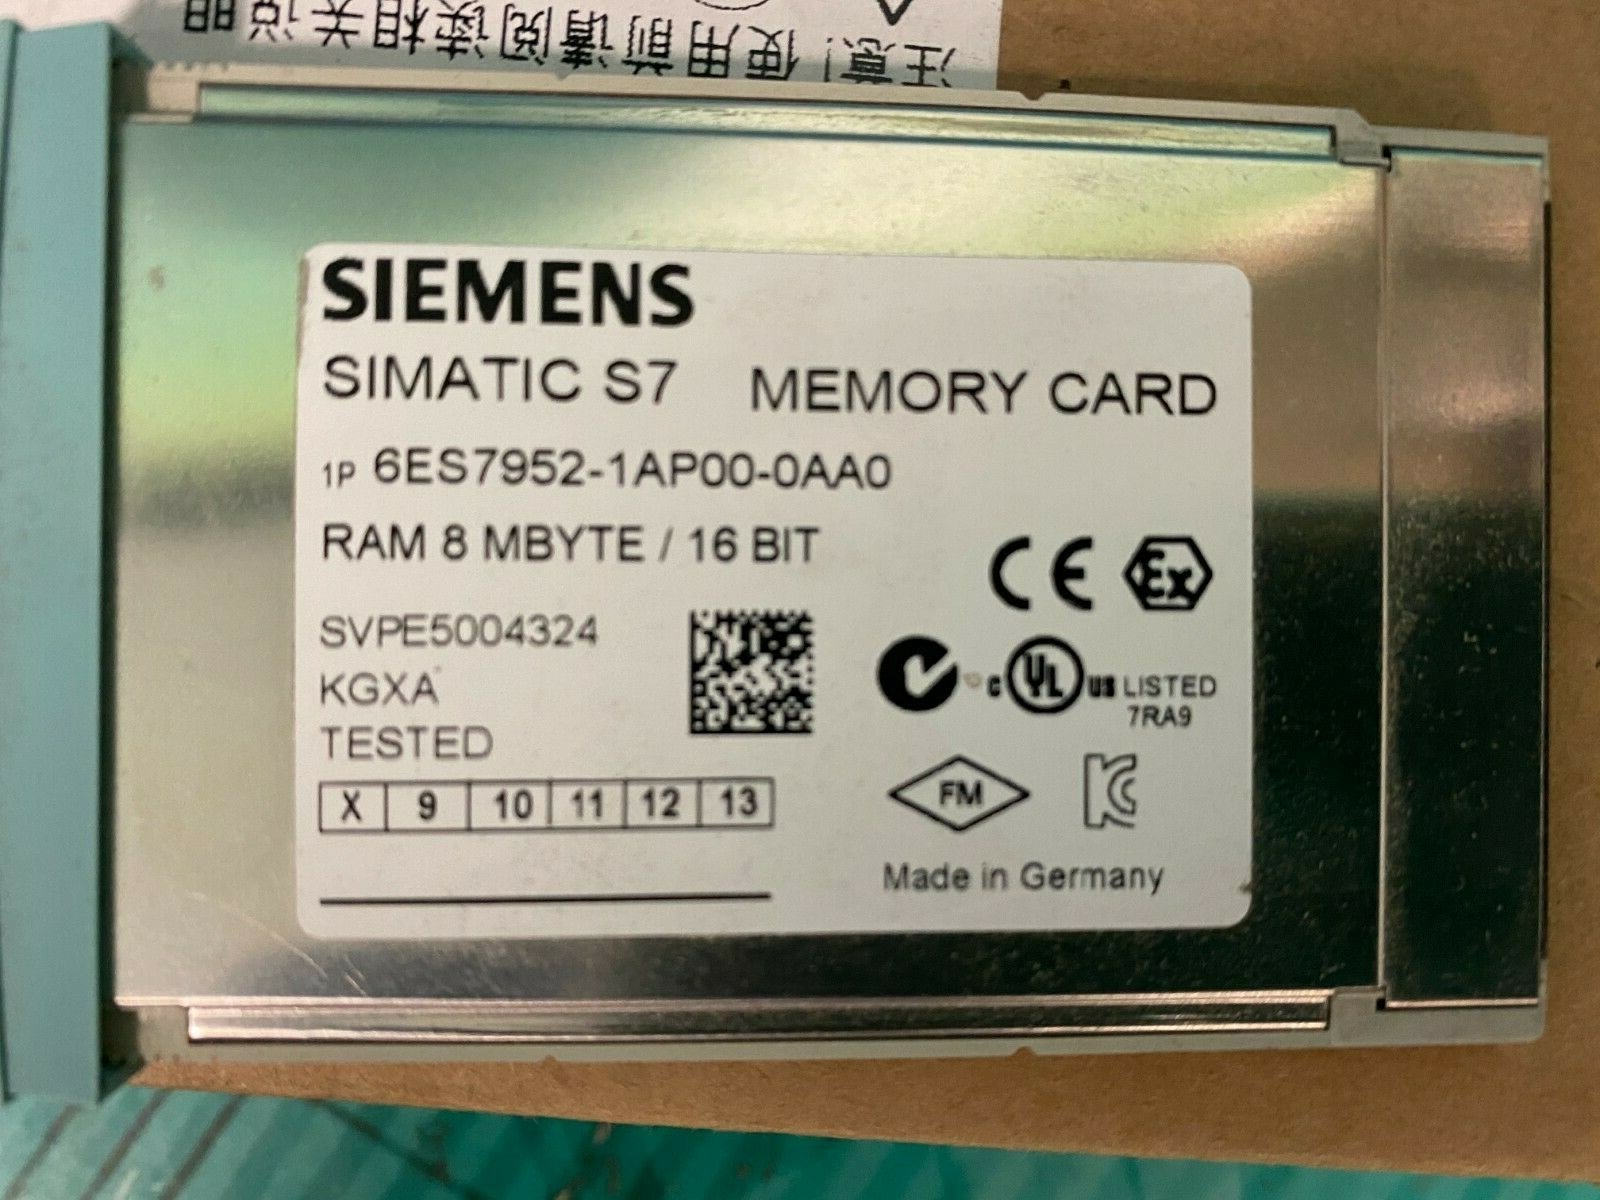 注意! 使用前请阅读相关说明
SIEMENS
SIMATIC S7 MEMORY CARD
1P 6ES7952-1AP00-0AA0
RAM 8 MBYTE / 16 BIT
CE Ex
SVPE5004324
KGXA
TESTED
C UL US LISTED
7RA9
X 9 10 11 12 13
FM KC
Made in Germany